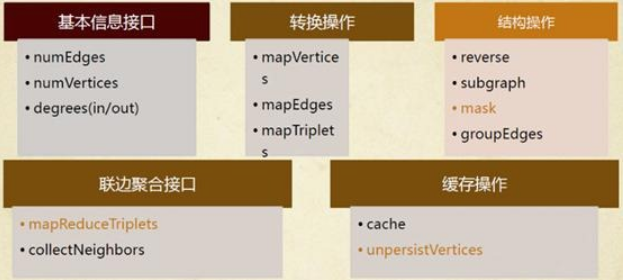 基本信息接口
• numEdges
• numVertices
• degrees(in/out)
转换操作
• mapVertice
s
• mapEdges
• mapTriplet
s
结构操作
• reverse
• subgraph
• mask
• groupEdges
联边聚合接口
• mapReduceTriplets
• collectNeighbors
缓存操作
• cache
• unpersistVertices